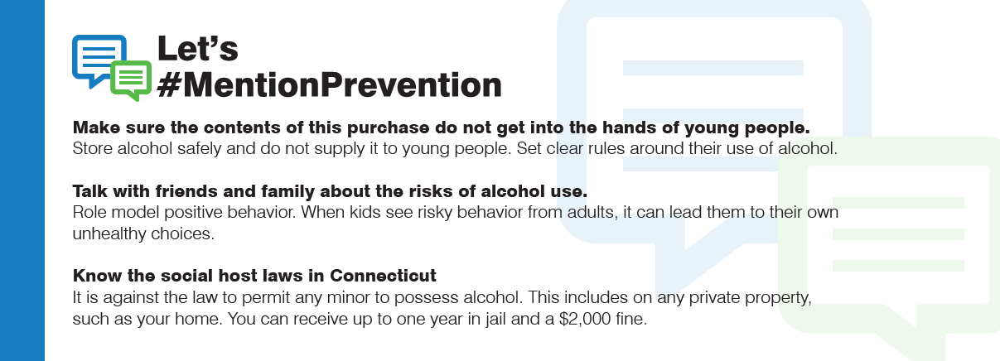 Let’s
#MentionPrevention
Make sure the contents of this purchase do not get into the hands of young people.
Store alcohol safely and do not supply it to young people. Set clear rules around their use of alcohol.
Talk with friends and family about the risks of alcohol use.
Role model positive behavior. When kids see risky behavior from adults, it can lead them to their own
unhealthy choices.
Know the social host laws in Connecticut
It is against the law to permit any minor to possess alcohol. This includes on any private property,
such as your home. You can receive up to one year in jail and a $2,000 fine.